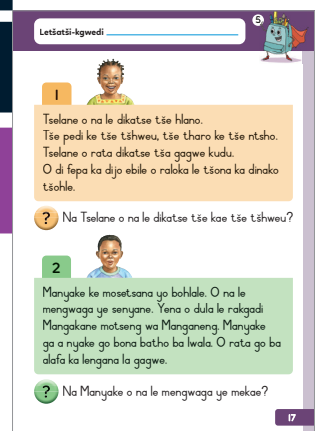 Letšatši-kgwedi
5
1
Tselane o na le dikatse tše hlano.
Tše pedi ke tše tšhweu, tše tharo ke tše ntsho.
Tselane o rata dikatse tša gagwe kudu.
O di fepa ka dijo ebile o raloka le tšona ka dinako
tšohle.
? Na Tselane o na le dikatse tše kae tše tšhweu?
2
Manyake ke mosetsana yo bohlale. O na le
mengwaga ye senyane. Yena o dula le rakgadi
Mangakane motseng wa Manganeng. Manyake
ga a nyake go bona batho ba lwala. O rata go ba
alafa ka lengana la gagwe.
? Na Manyake o na le mengwaga ye mekae?
17